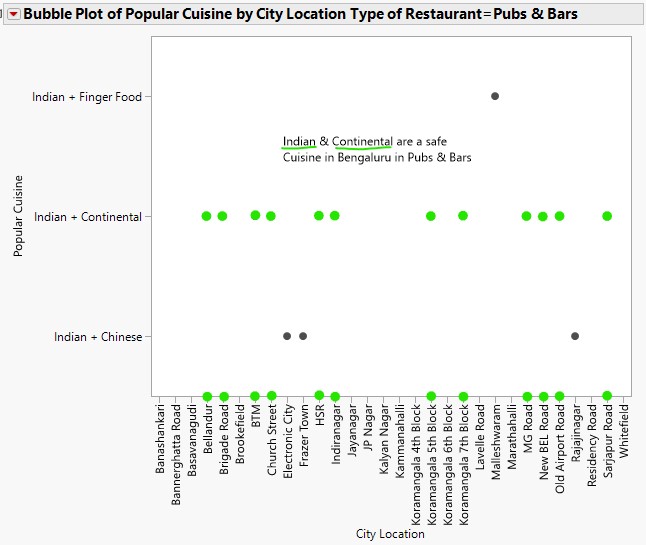 Bubble Plot of Popular Cuisine by City Location Type of Restaurant=Pubs & Bars
Popular Cuisine
Indian + Finger Food
Indian & Continental are a safe
Cuisine in Bengaluru in Pubs & Bars
Indian + Continental
Indian + Chinese
Banashankari
Bannerghatta Road
Basavanagudi
Bellandur
Brigade Road
Brookefield
BTM
Church Street
Electronic City
Frazer Town
HSR
Indiranagar
Jayanagar
JP Nagar
Kalyan Nagar
Kammanahalli
Koramangala 4th Block
Koramangala 5th Block
Koramangala 6th Block
Koramangala 7th Block
Lavelle Road
Malleshwaram
Marathahalli
MG Road
New BEL Road
Old Airport Road
Rajajinagar
Residency Road
Sarjapur Road
Whitefield
City Location